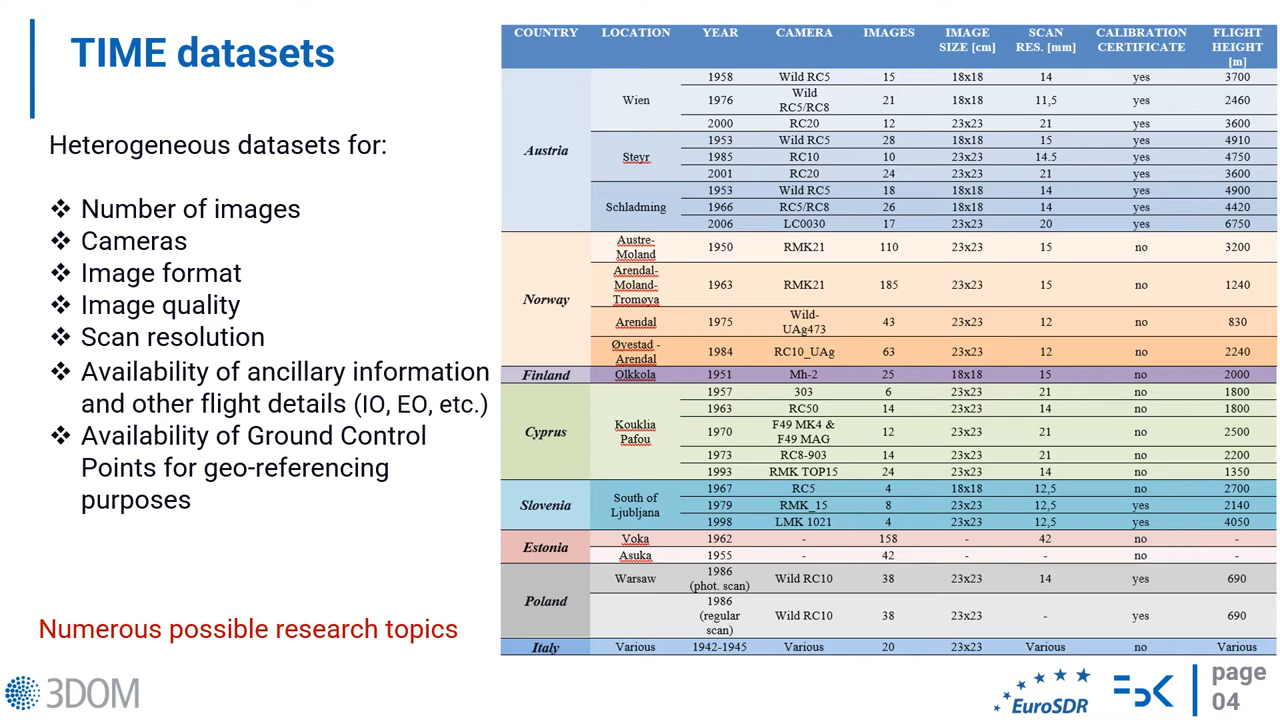 TIME datasets
Heterogeneous datasets for:
❖ Number of images
❖ Cameras
❖ Image format
❖ Image quality
❖ Scan resolution
❖ Availability of ancillary information
and other flight details (IO, EO, etc.)
❖ Availability of Ground Control
Points for geo-referencing
purposes
Numerous possible research topics
COUNTRY LOCATION YEAR CAMERA IMAGES IMAGE SIZE [cm] SCAN RES. [mm] CALIBRATION CERTIFICATE FLIGHT HEIGHT [m]
Austria Wien 1958 Wild RC5 15 18x18 14 yes 3700
1976 Wild RC5/RC8 21 18x18 11,5 yes 2460
2000 RC20 12 23x23 21 yes 3600
Steyr 1953 Wild RC5 28 18x18 15 yes 4910
1985 RC10 10 23x23 14.5 yes 4750
2001 RC20 24 23x23 21 yes 3600
Schladming 1953 Wild RC5 18 18x18 14 yes 4900
1966 RC5/RC8 26 18x18 14 yes 4420
2006 LC0030 17 23x23 20 yes 6750
Norway Austre-Moland 1950 RMK21 110 23x23 15 no 3200
Arendal-Moland-Tromøya 1963 RMK21 185 23x23 15 no 1240
Arendal 1975 Wild-UAg473 43 23x23 12 no 830
Øyestad - Arendal 1984 RC10_UAg 63 23x23 12 no 2240
Finland Olkkola 1951 Mh-2 25 18x18 15 no 2000
Cyprus Kouklia Pafou 1957 303 6 23x23 21 no 1800
1963 RC50 14 23x23 14 no 1800
1970 F49 MK4 & F49 MAG 12 23x23 21 no 2500
1973 RC8-903 14 23x23 21 no 2200
1993 RMK TOP15 24 23x23 14 no 1350
Slovenia South of Ljubljana 1967 RC5 4 18x18 12,5 no 2700
1979 RMK_15 8 23x23 12,5 yes 2140
1998 LMK 1021 4 23x23 12,5 yes 4050
Estonia Voka 1962 - 158 - 42 no -
Asuka 1955 - 42 - - no -
Poland Warsaw 1986 (phot. scan) Wild RC10 38 23x23 14 yes 690
1986 (regular scan) Wild RC10 38 23x23 - yes 690
Italy Various 1942-1945 Various 20 23x23 Various no Various
3DOM
EuroSDR
FBK
page
04